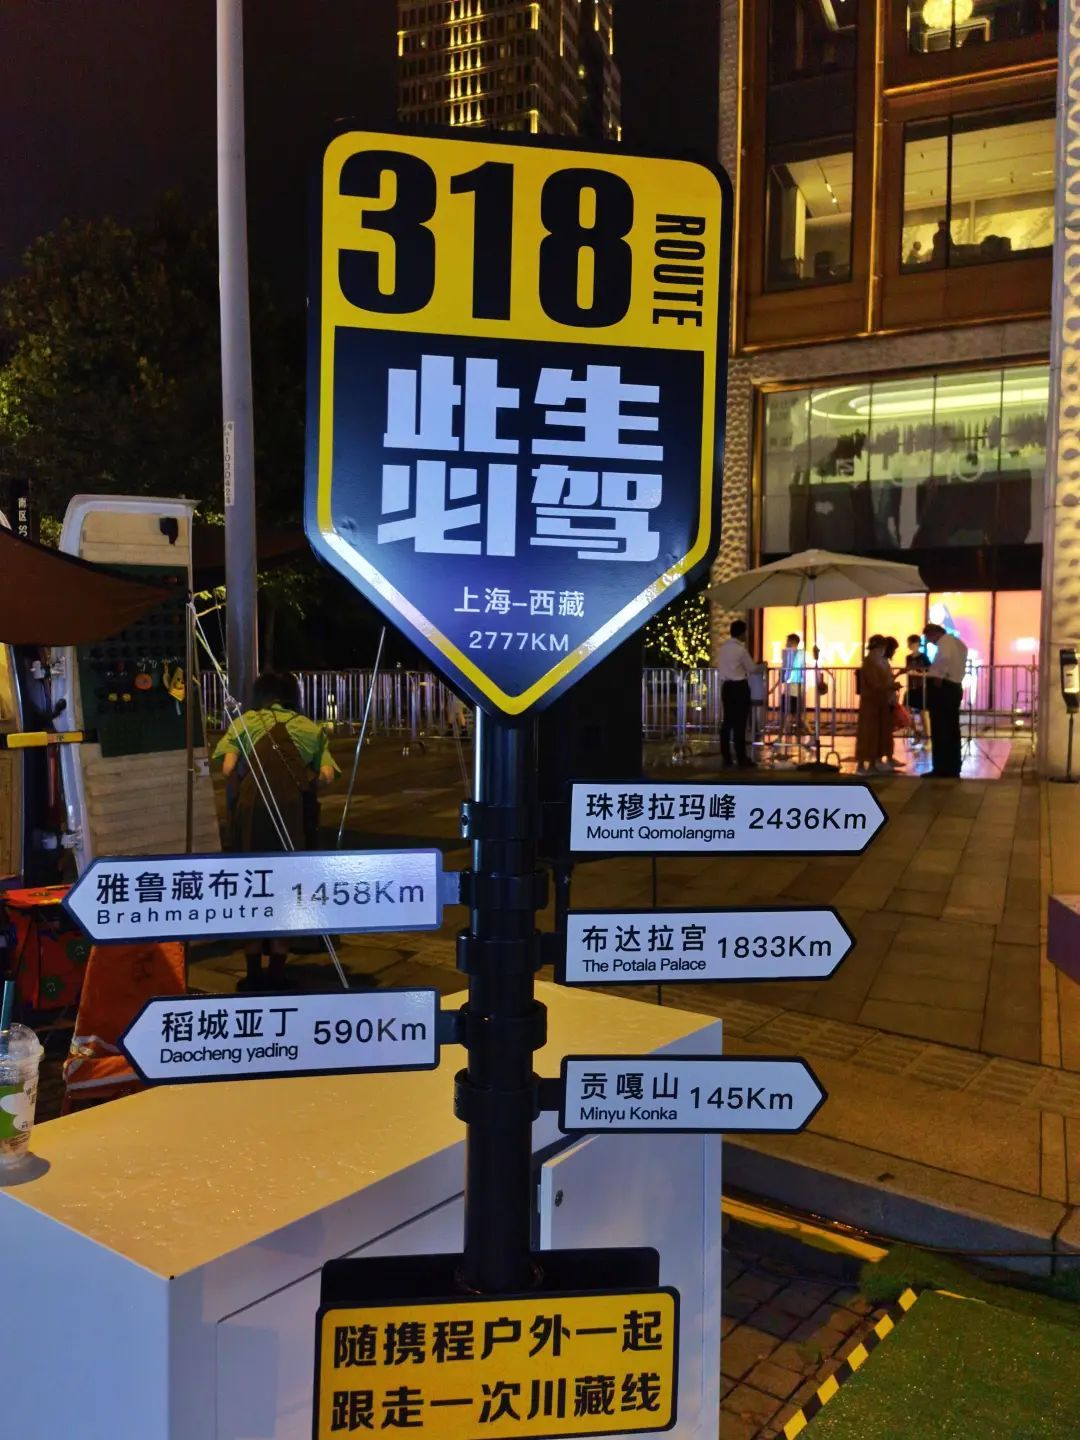 318
ROUTE
此生
必驾
上海-西藏
2777KM
珠穆拉玛峰 2436Km
Mount Qomolangma
雅鲁藏布江 1458Km
Brahmaputra
布达拉宫 1833Km
The Potala Palace
稻城亚丁 590Km
Daocheng yading
贡嘎山 145Km
Minyu Konka
随携程户外一起
跟走一次川藏线